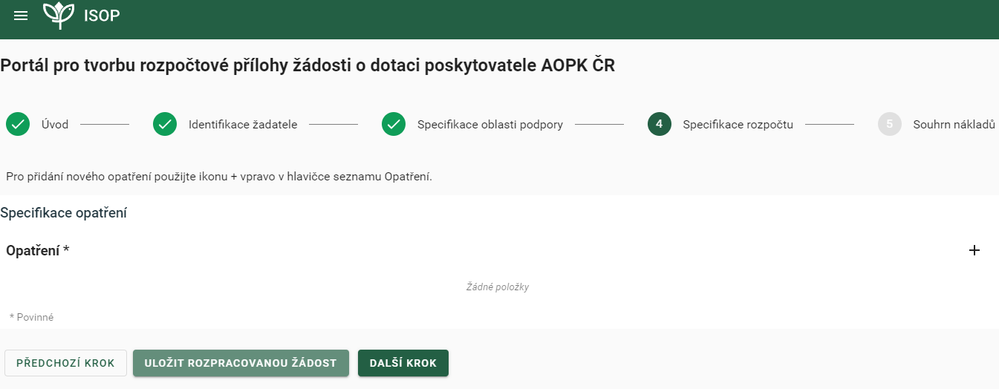 ISOP
Portál pro tvorbu rozpočtové přílohy žádosti o dotaci poskytovatele AOPK ČR
Úvod
Identifikace žadatele
Specifikace oblasti podpory
4 Specifikace rozpočtu
5 Souhrn nákladů
Pro přidání nového opatření použijte ikonu + vpravo v hlavičce seznamu Opatření.
Specifikace opatření
Opatření *
Žádné položky
* Povinné
PŘEDCHOZÍ KROK
ULOŽIT ROZPRACOVANOU ŽÁDOST
DALŠÍ KROK